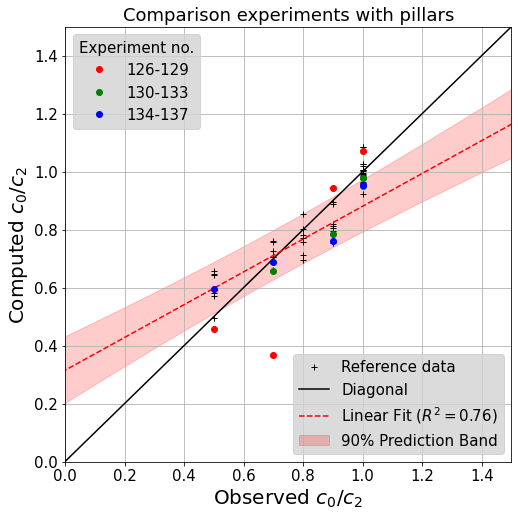 Comparison experiments with pillars
Computed c₀/c₂
1.4
1.2
1.0
0.8
0.6
0.4
0.2
0.0
Experiment no.
126-129
130-133
134-137
Reference data
Diagonal
Linear Fit (R² = 0.76)
90% Prediction Band
0.0 0.2 0.4 0.6 0.8 1.0 1.2 1.4
Observed c₀/c₂